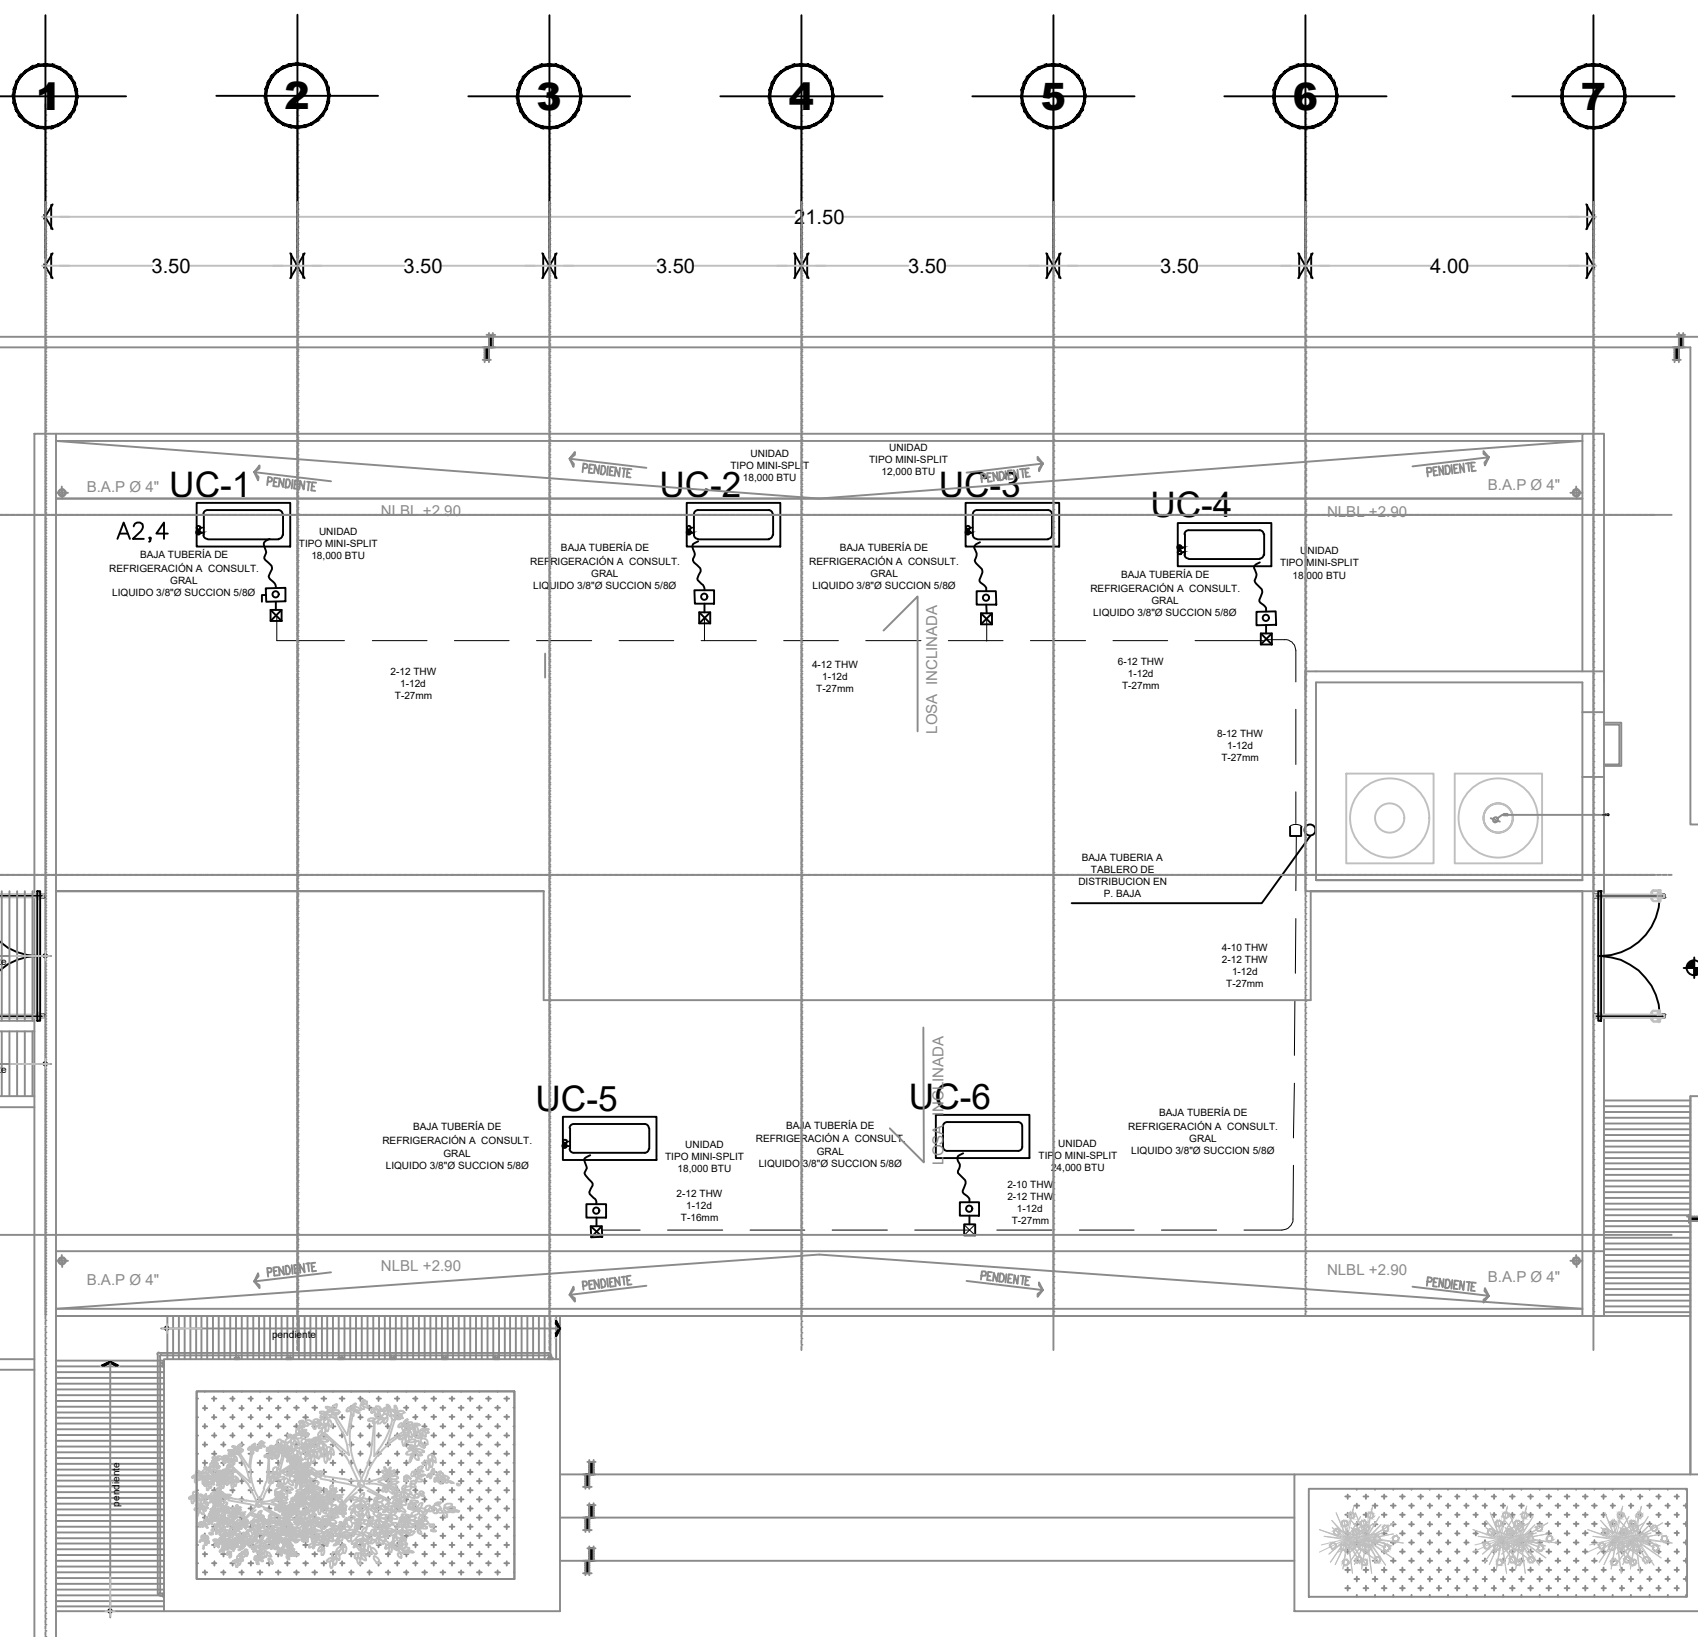 1 2 3 4 5 6 7
21.50
3.50 3.50 3.50 3.50 3.50 4.00
UNIDAD
TIPO MINI-SPLIT
18,000 BTU
UNIDAD
TIPO MINI-SPLIT
12,000 BTU
PENDIENTE
PENDIENTE
PENDIENTE
PENDIENTE
B.A.P Ø 4"
UC-1
UC-2
UC-3
UC-4
B.A.P Ø 4"
NLBL +2.90
NLBL +2.90
A2,4
UNIDAD
TIPO MINI-SPLIT
18,000 BTU
BAJA TUBERÍA DE
REFRIGERACIÓN A CONSULT.
GRAL
LIQUIDO 3/8"Ø SUCCION 5/8Ø
BAJA TUBERÍA DE
REFRIGERACIÓN A CONSULT.
GRAL
LIQUIDO 3/8"Ø SUCCION 5/8Ø
BAJA TUBERÍA DE
REFRIGERACIÓN A CONSULT.
GRAL
LIQUIDO 3/8"Ø SUCCION 5/8Ø
UNIDAD
TIPO MINI-SPLIT
18,000 BTU
BAJA TUBERÍA DE
REFRIGERACIÓN A CONSULT.
GRAL
LIQUIDO 3/8"Ø SUCCION 5/8Ø
LOSA INCLINADA
2-12 THW
1-12d
T-27mm
4-12 THW
1-12d
T-27mm
6-12 THW
1-12d
T-27mm
8-12 THW
1-12d
T-27mm
BAJA TUBERIA A
TABLERO DE
DISTRIBUCION EN
P. BAJA
4-10 THW
2-12 THW
1-12d
T-27mm
LOSA INCLINADA
UC-5
UC-6
BAJA TUBERÍA DE
REFRIGERACIÓN A CONSULT.
GRAL
LIQUIDO 3/8"Ø SUCCION 5/8Ø
UNIDAD
TIPO MINI-SPLIT
18,000 BTU
BAJA TUBERÍA DE
REFRIGERACIÓN A CONSULT.
GRAL
LIQUIDO 3/8"Ø SUCCION 5/8Ø
UNIDAD
TIPO MINI-SPLIT
24,000 BTU
BAJA TUBERÍA DE
REFRIGERACIÓN A CONSULT.
GRAL
LIQUIDO 3/8"Ø SUCCION 5/8Ø
2-12 THW
1-12d
T-16mm
2-10 THW
2-12 THW
1-12d
T-27mm
B.A.P Ø 4"
PENDIENTE
NLBL +2.90
PENDIENTE
PENDIENTE
NLBL +2.90
PENDIENTE
B.A.P Ø 4"
pendiente
pendiente